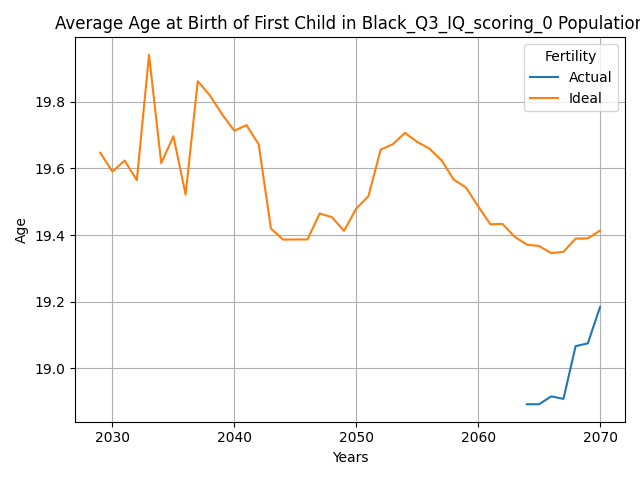 Average Age at Birth of First Child in Black_Q3_IQ_scoring_0 Population
Fertility
Actual
Ideal
19.8
19.6
19.4
19.2
19.0
Age
2030 2040 2050 2060 2070
Years